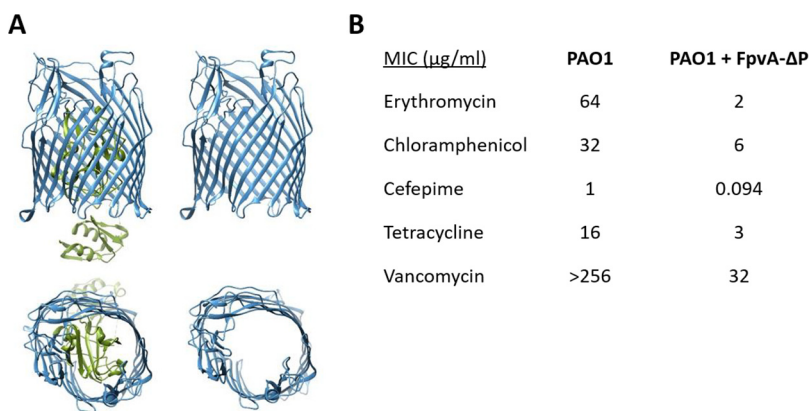 A
B
MIC (µg/ml) PAO1 PAO1 + FpvA-ΔP
Erythromycin 64 2
Chloramphenicol 32 6
Cefepime 1 0.094
Tetracycline 16 3
Vancomycin >256 32